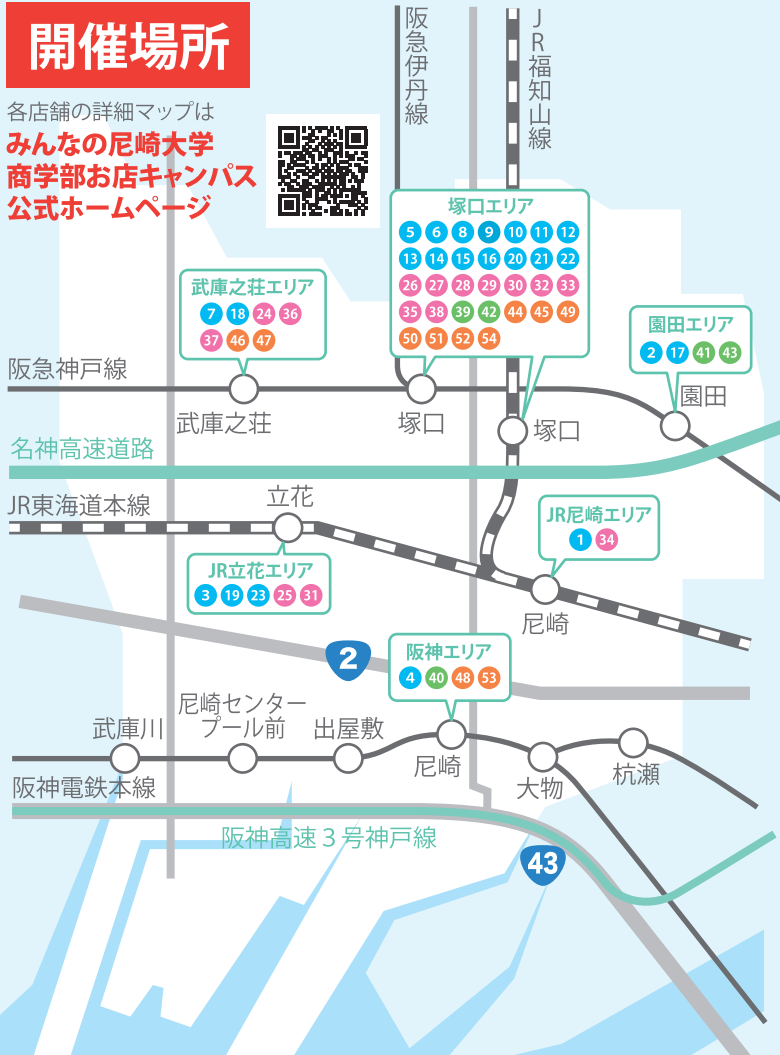 開催場所
各店舗の詳細マップは
みんなの尼崎大学
商学部お店キャンパス
公式ホームページ
阪急伊丹線
JR福知山線
塚口エリア
5 6 8 9 10 11 12
13 14 15 16 20 21 22
26 27 28 29 30 32 33
35 38 39 42 44 45 49
50 51 52 54
武庫之荘エリア
7 18 24 36
37 46 47
園田エリア
2 17 41 43
阪急神戸線
武庫之荘
塚口
園田
塚口
名神高速道路
JR東海道本線
立花
JR尼崎エリア
1 34
JR立花エリア
3 19 23 25 31
尼崎
2
阪神エリア
4 40 48 53
武庫川
尼崎センター
プール前
出屋敷
尼崎
大物
杭瀬
阪神電鉄本線
阪神高速3号神戸線
43